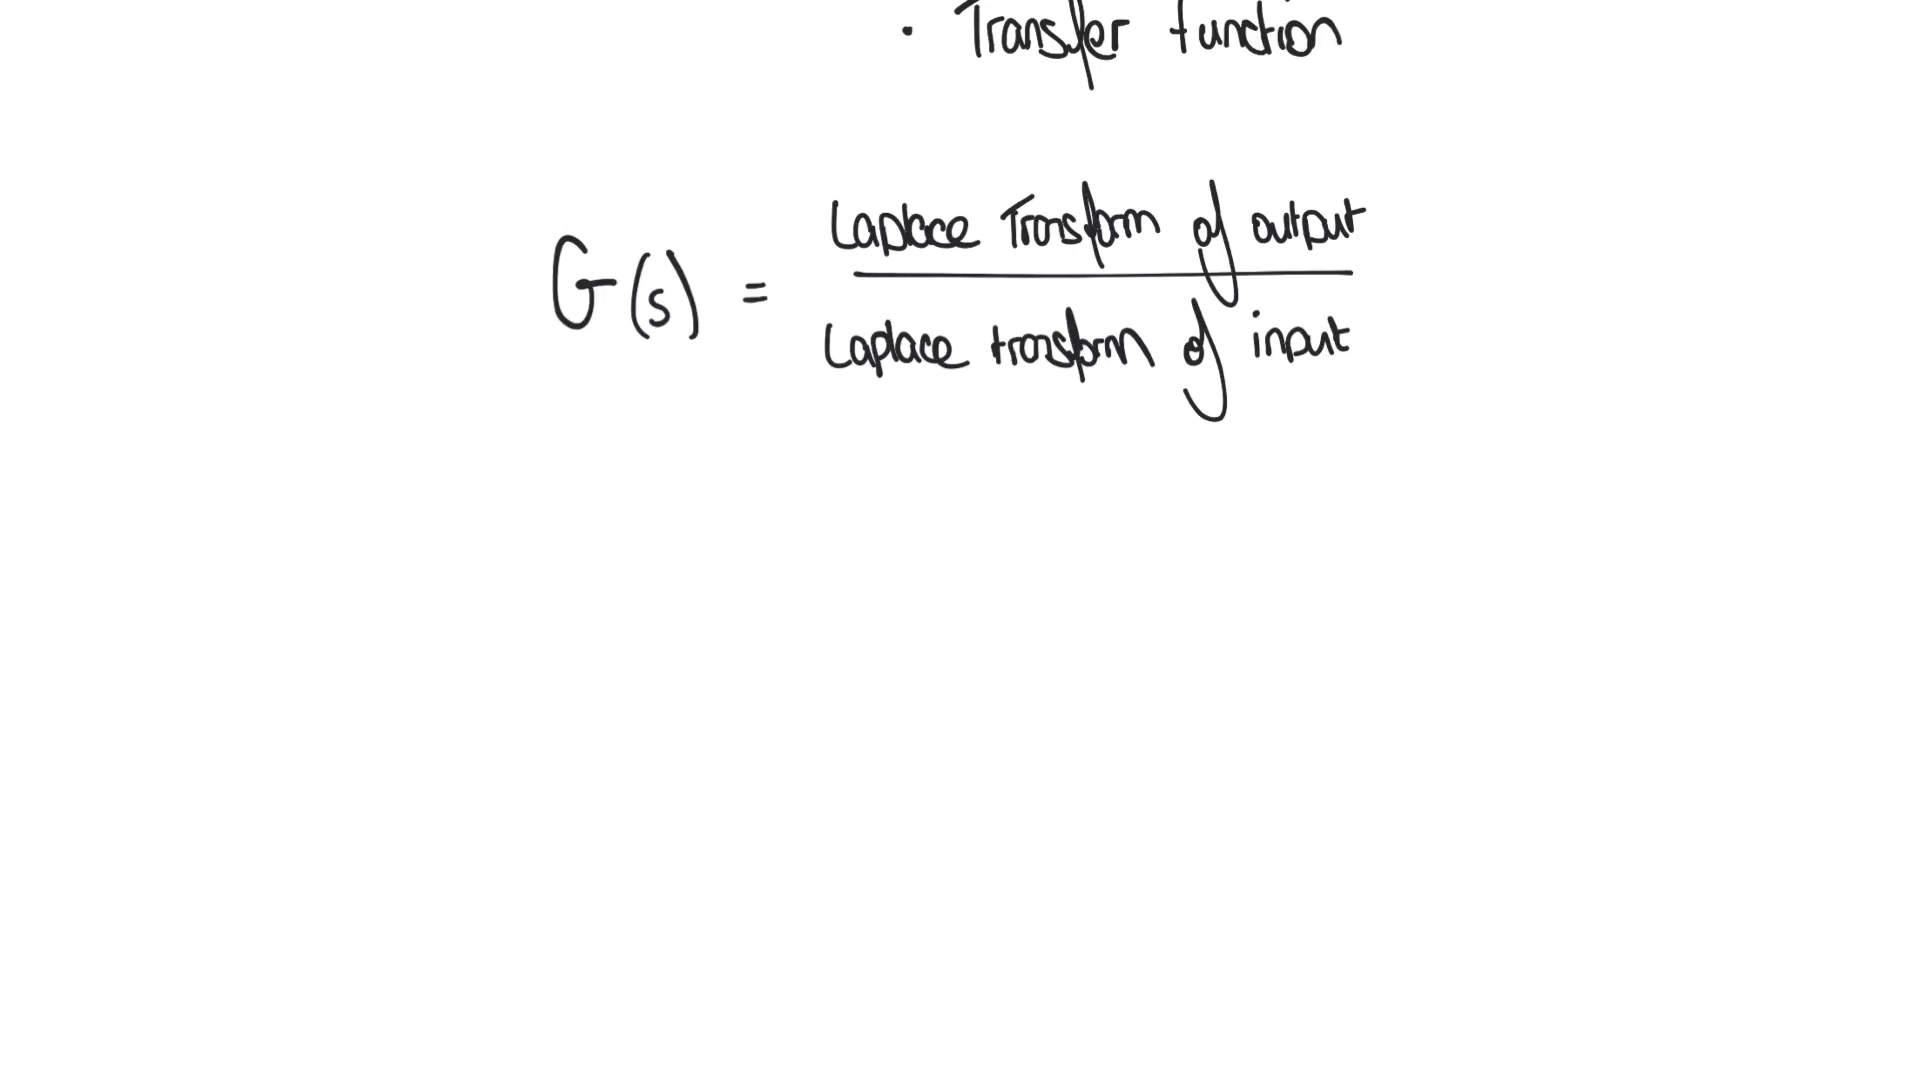 · Transfer function
Laplace Transform of output
G(s) =
Laplace transform of input